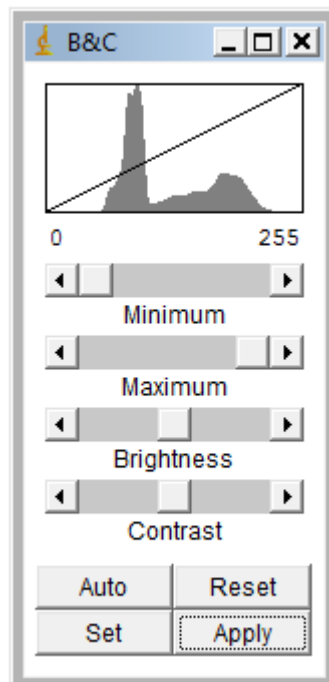 B&C
0 255
Minimum
Maximum
Brightness
Contrast
Auto Reset
Set Apply